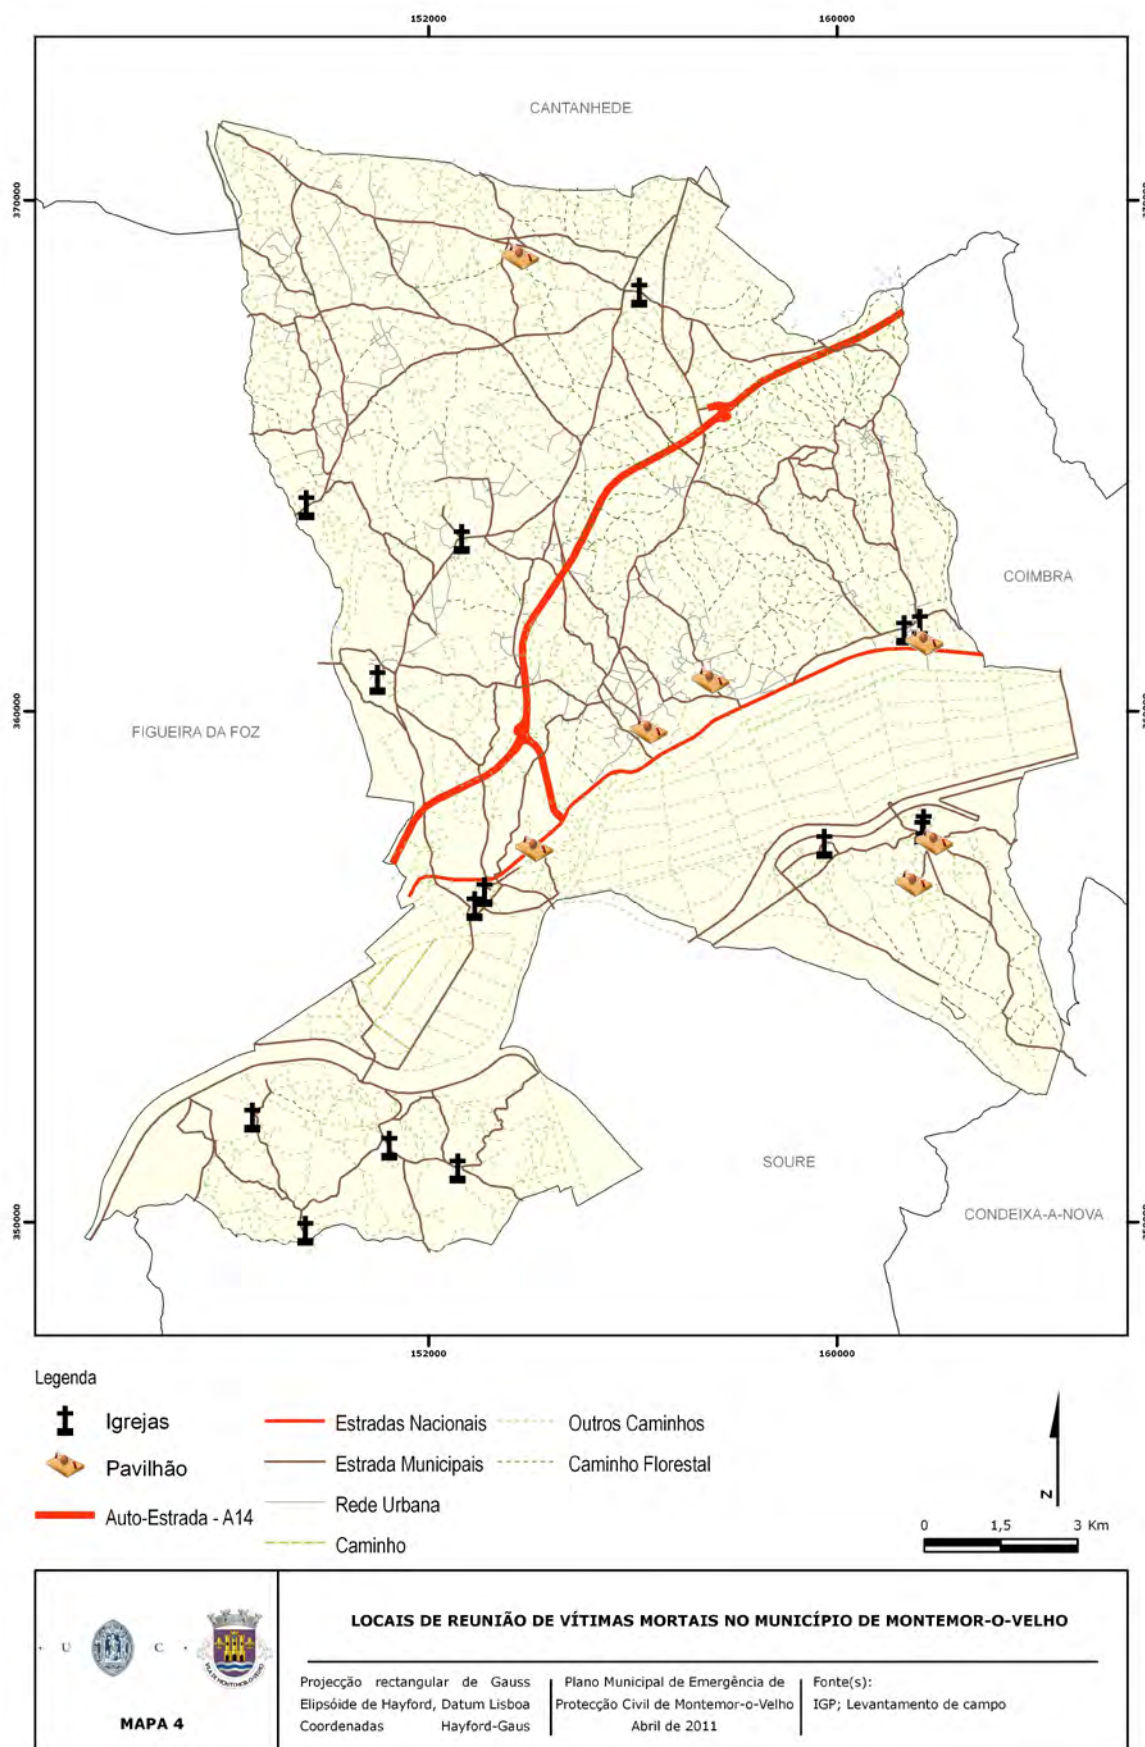 152000 160000
CANTANHEDE
370000
COIMBRA
360000
FIGUEIRA DA FOZ
SOURE
CONDEIXA-A-NOVA
350000
152000 160000
Legenda
Igrejas
Pavilhão
Auto-Estrada - A14
Estradas Nacionais
Estrada Municipais
Rede Urbana
Caminho
Outros Caminhos
Caminho Florestal
N
0 1,5 3 Km
U C
MAPA 4
LOCAIS DE REUNIÃO DE VÍTIMAS MORTAIS NO MUNICÍPIO DE MONTEMOR-O-VELHO
Projecção rectangular de Gauss
Elipsóide de Hayford, Datum Lisboa
Coordenadas Hayford-Gaus
Plano Municipal de Emergência de
Protecção Civil de Montemor-o-Velho
Abril de 2011
Fonte(s):
IGP; Levantamento de campo